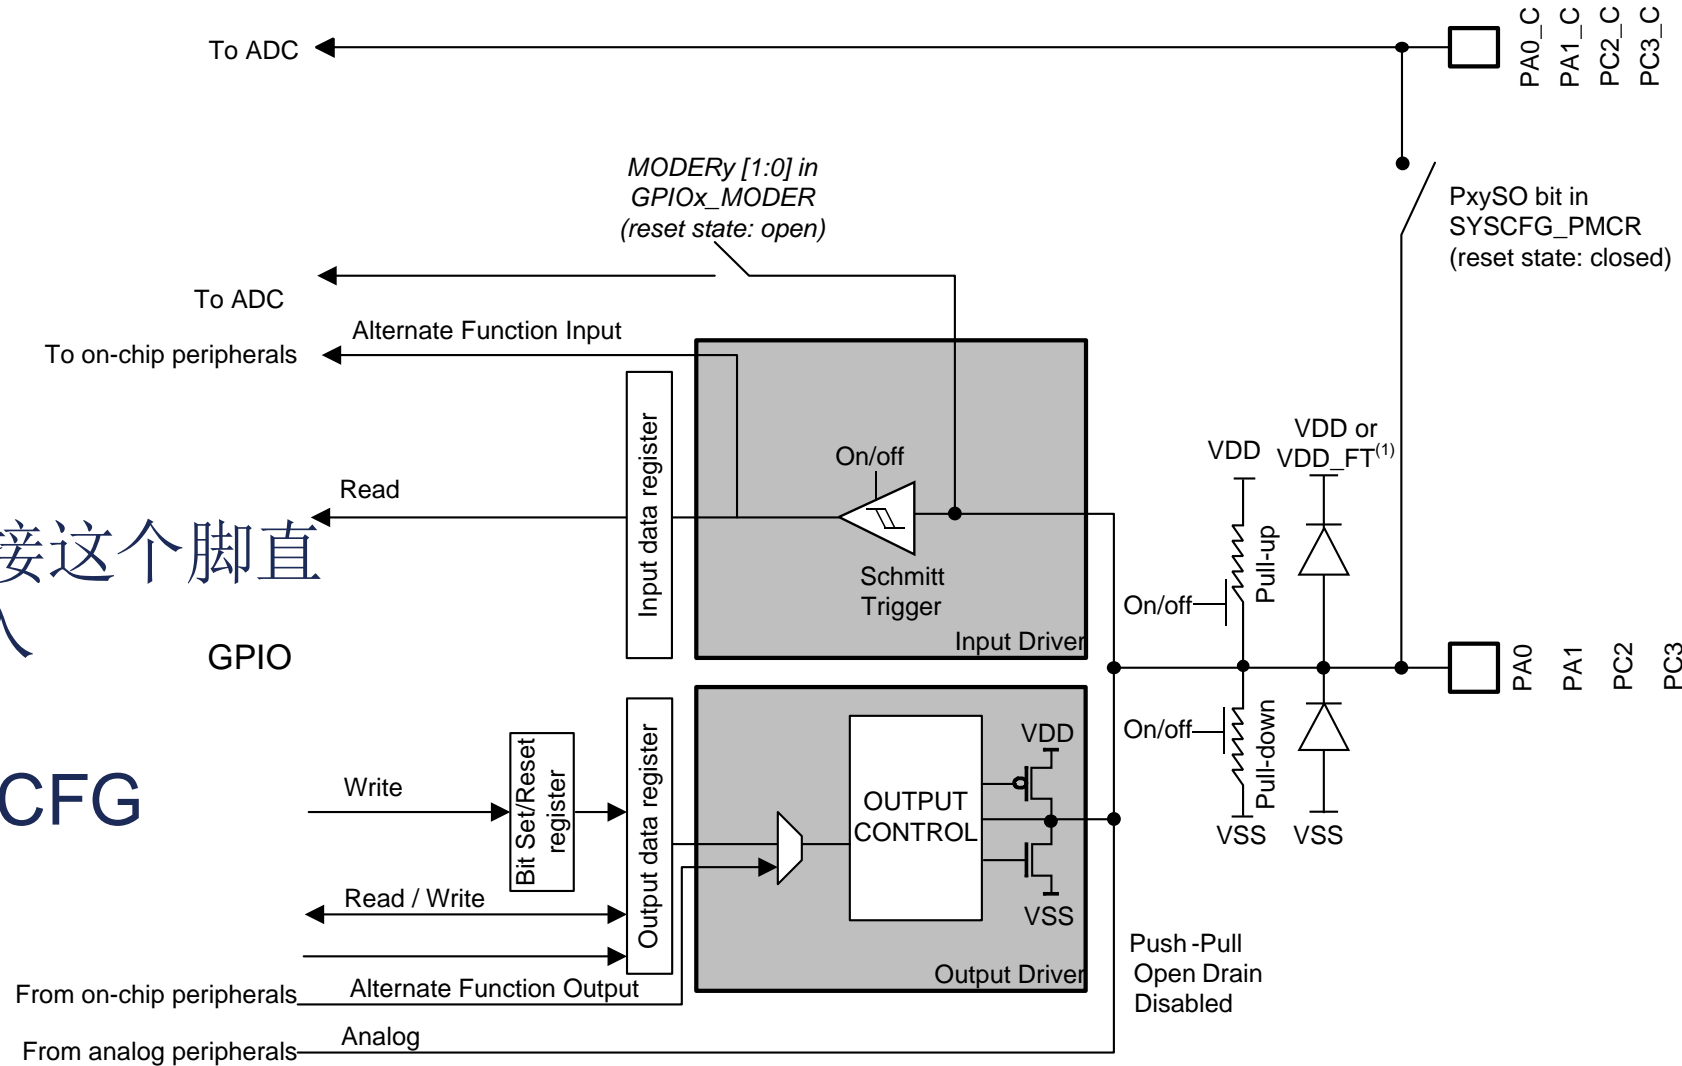 To ADC
PA0_C
PA1_C
PC2_C
PC3_C
MODERy [1:0] in
GPIOx_MODER
(reset state: open)
PxySO bit in
SYSCFG_PMCR
(reset state: closed)
To ADC
Alternate Function Input
To on-chip peripherals
Input data register
On/off
Read
Schmitt
Trigger
Input Driver
VDD
VDD or
VDD_FT(1)
Pull-up
On/off
接这个脚直
入
GPIO
PA0
PA1
PC2
PC3
On/off
Pull-down
VSS
VSS
CFG
Write
Bit Set/Reset
register
Output data register
OUTPUT
CONTROL
VDD
VSS
Read / Write
Output Driver
Push-Pull
Open Drain
Disabled
From on-chip peripherals
Alternate Function Output
From analog peripherals
Analog